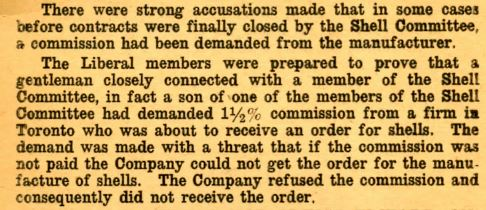 There were strong accusations made that in some cases
before contracts were finally closed by the Shell Committee,
a commission had been demanded from the manufacturer.
The Liberal members were prepared to prove that a
gentleman closely connected with a member of the Shell
Committee, in fact a son of one of the members of the Shell
Committee had demanded 1½% commission from a firm in
Toronto who was about to receive an order for shells. The
demand was made with a threat that if the commission was
not paid the Company could not get the order for the manu-
facture of shells. The Company refused the commission and
consequently did not receive the order.